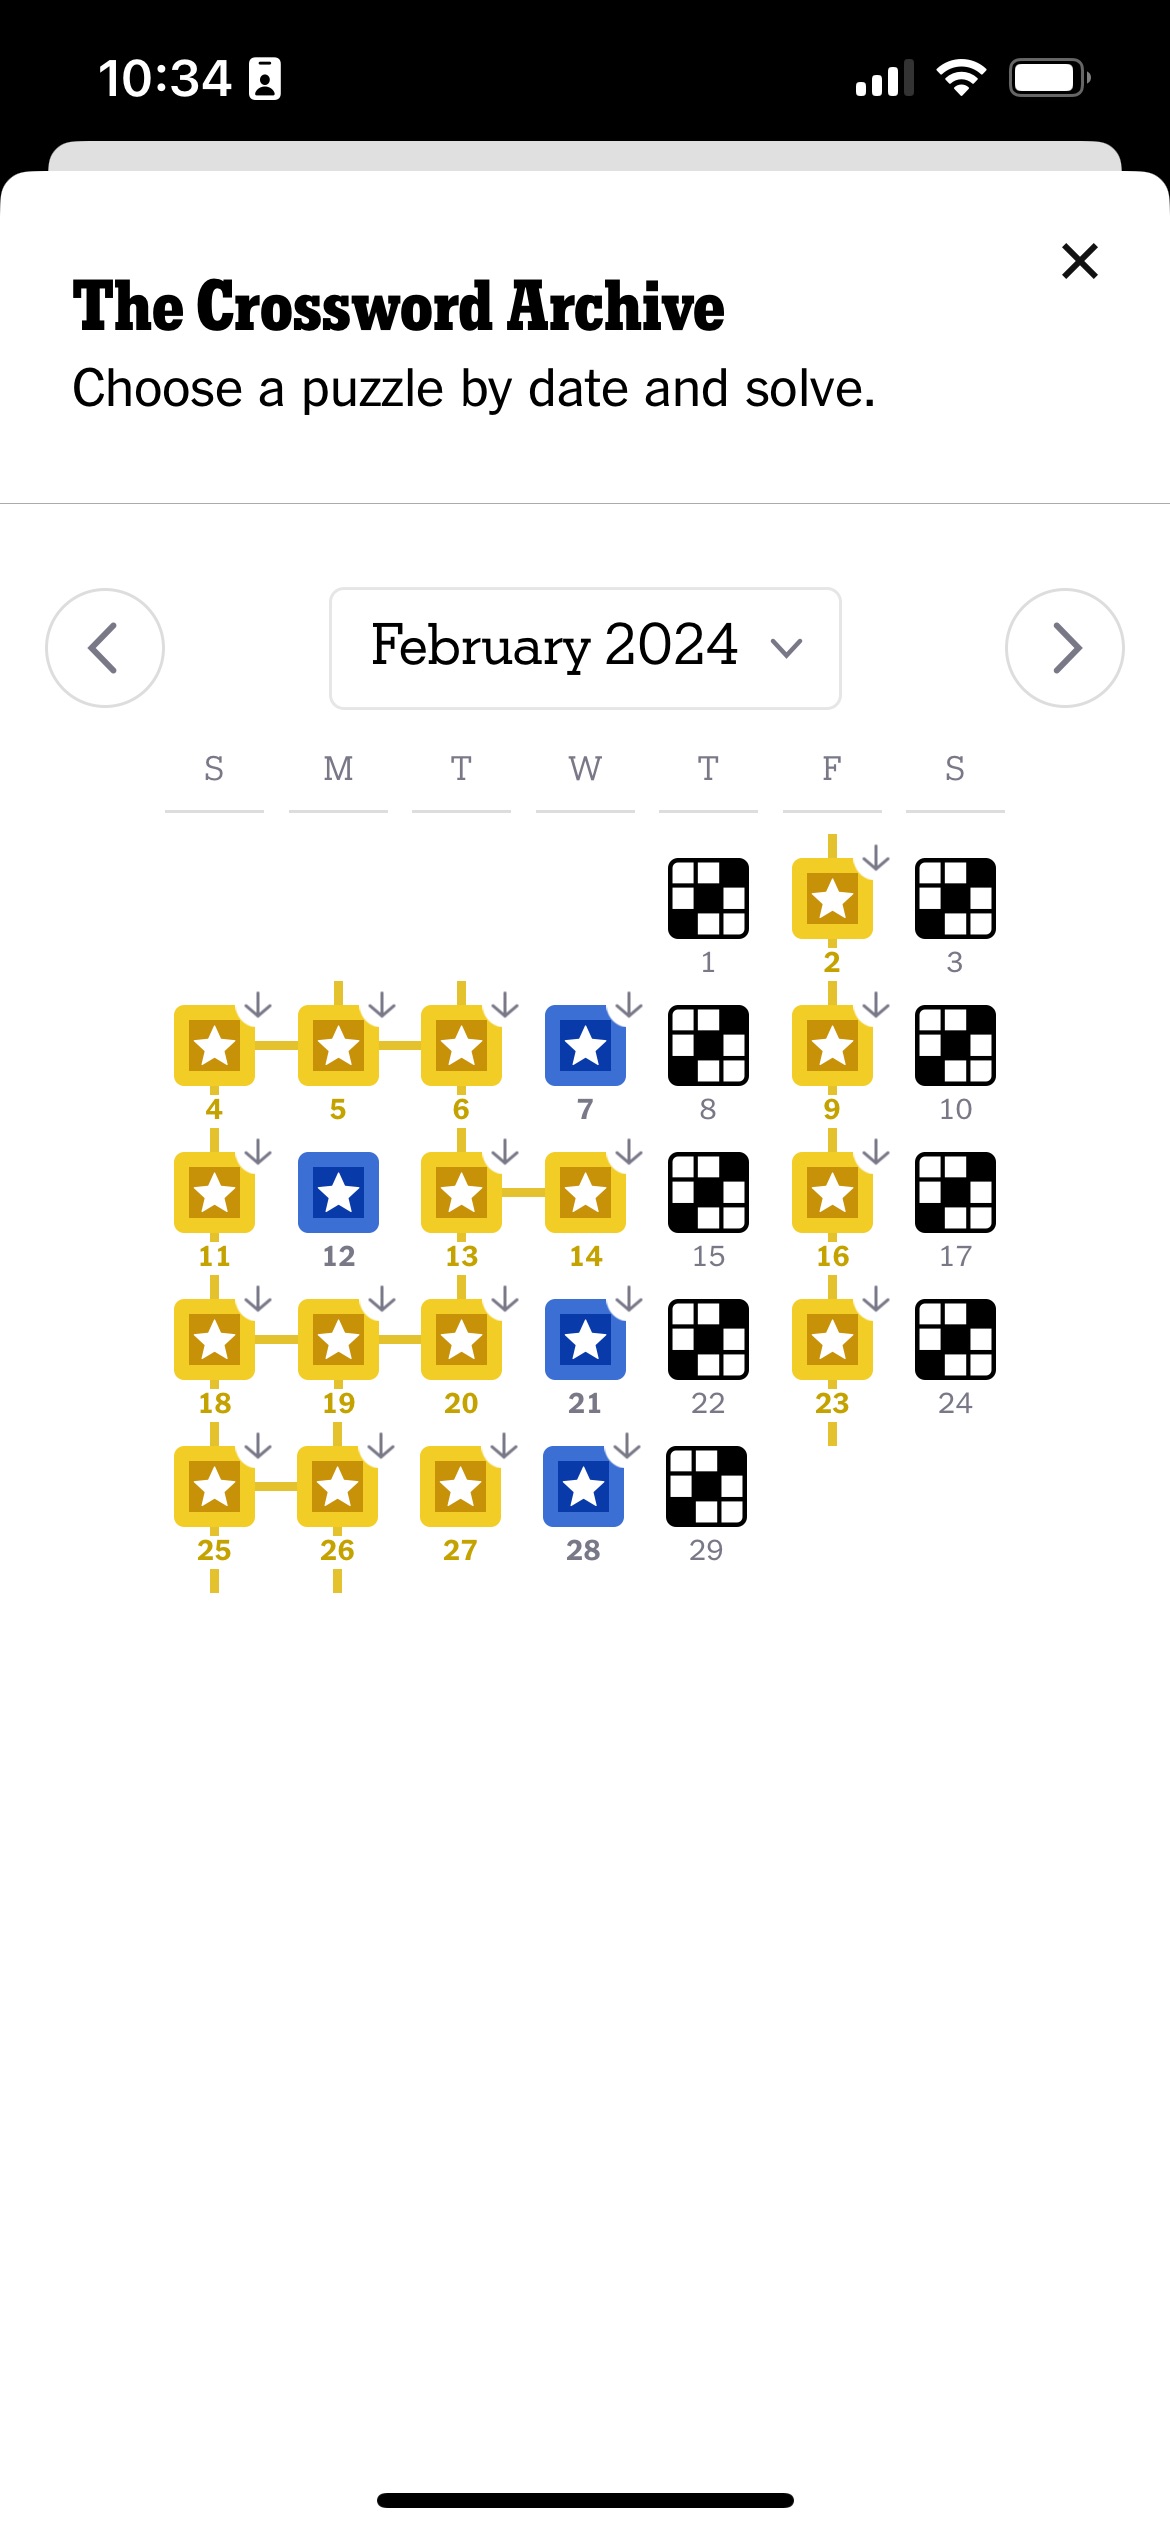 10:34
The Crossword Archive
Choose a puzzle by date and solve.
February 2024
S M T W T F S
1 2 3
4 5 6 7 8 9 10
11 12 13 14 15 16 17
18 19 20 21 22 23 24
25 26 27 28 29